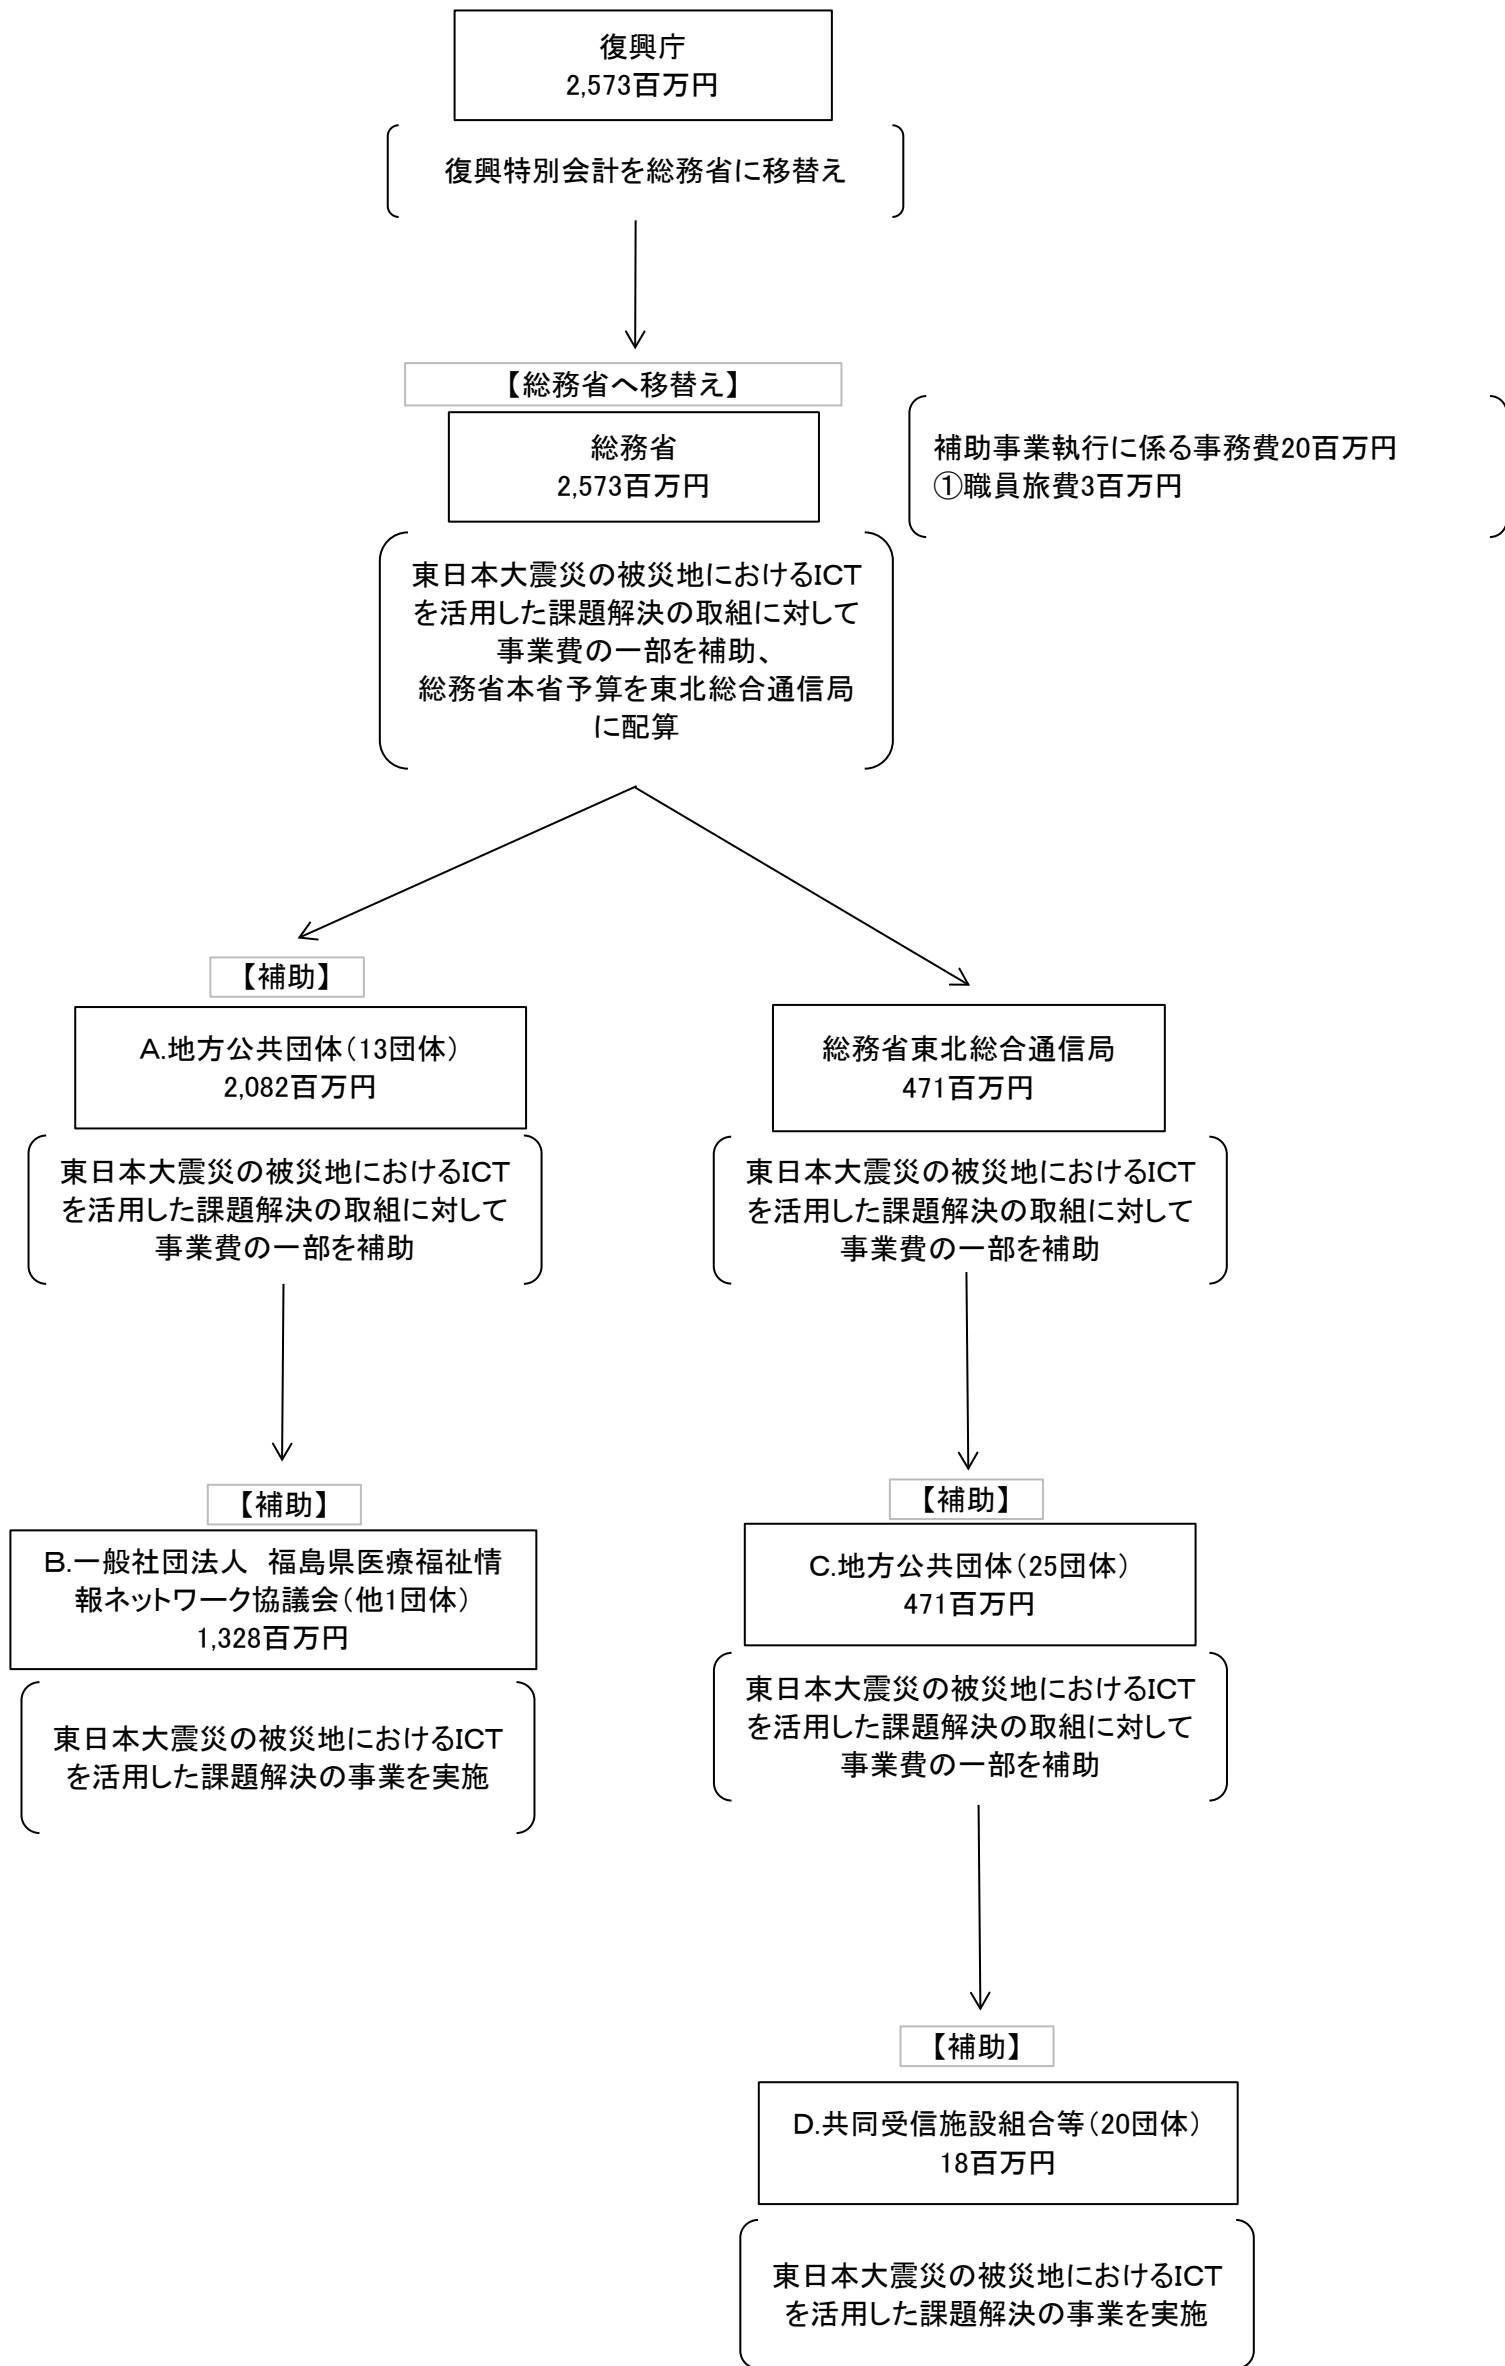 復興庁
2,573百万円
復興特別会計を総務省に移替え
【総務省へ移替え】
総務省
2,573百万円
補助事業執行に係る事務費20百万円
①職員旅費3百万円
東日本大震災の被災地におけるICT
を活用した課題解決の取組に対して
事業費の一部を補助、
総務省本省予算を東北総合通信局
に配算
【補助】
A.地方公共団体(13団体)
2,082百万円
東日本大震災の被災地におけるICT
を活用した課題解決の取組に対して
事業費の一部を補助
【補助】
B.一般社団法人　福島県医療福祉情
報ネットワーク協議会(他1団体)
1,328百万円
東日本大震災の被災地におけるICT
を活用した課題解決の事業を実施
総務省東北総合通信局
471百万円
東日本大震災の被災地におけるICT
を活用した課題解決の取組に対して
事業費の一部を補助
【補助】
C.地方公共団体(25団体)
471百万円
東日本大震災の被災地におけるICT
を活用した課題解決の取組に対して
事業費の一部を補助
【補助】
D.共同受信施設組合等(20団体)
18百万円
東日本大震災の被災地におけるICT
を活用した課題解決の事業を実施